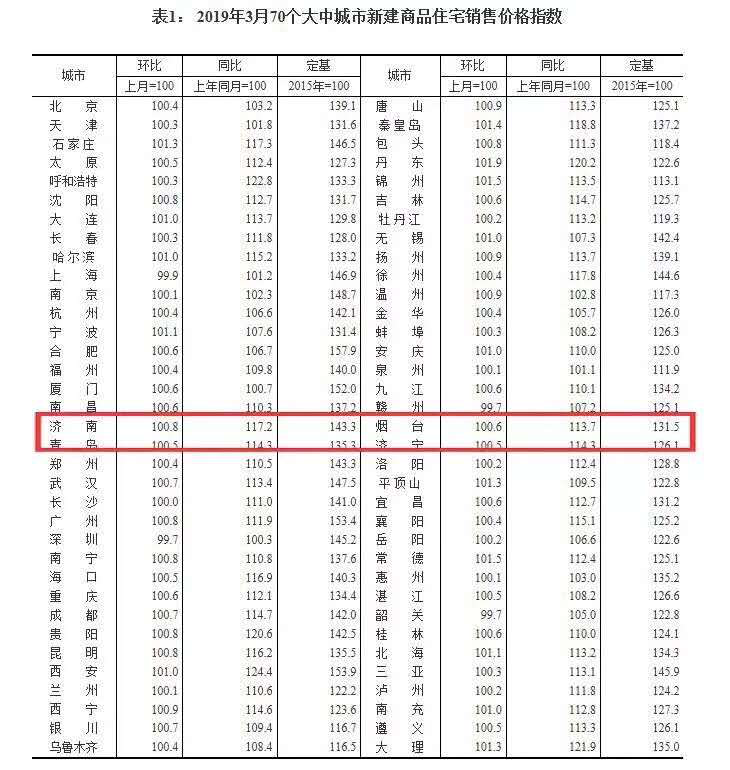 表1： 2019年3月70个大中城市新建商品住宅销售价格指数
城市 环比 同比 定基 城市 环比 同比 定基
上月=100 上年同月=100 2015年=100 上月=100 上年同月=100 2015年=100
北 京 100.4 103.2 139.1 唐 山 100.9 113.3 125.1
天 津 100.3 101.8 131.6 秦皇岛 101.4 118.8 137.2
石家庄 101.3 117.3 146.5 包 头 100.8 111.3 118.4
太 原 100.5 112.4 127.3 丹 东 101.9 120.2 122.6
呼和浩特 100.3 122.8 133.3 锦 州 101.5 113.5 113.1
沈 阳 100.8 112.7 131.7 吉 林 100.6 114.7 125.7
大 连 101.0 113.7 129.8 牡丹江 100.2 113.2 119.3
长 春 100.3 111.8 128.0 无 锡 101.0 107.3 142.4
哈尔滨 101.0 115.2 133.2 扬 州 100.9 113.7 139.1
上 海 99.9 101.2 146.9 徐 州 100.4 117.8 144.6
南 京 100.1 102.3 148.7 温 州 100.9 102.8 117.3
杭 州 100.4 106.6 142.1 金 华 100.4 105.7 126.0
宁 波 101.1 107.6 131.4 蚌 埠 100.3 108.2 126.3
合 肥 100.6 106.7 157.9 安 庆 101.0 110.0 125.0
福 州 100.4 109.8 140.0 泉 州 100.1 101.1 111.9
厦 门 100.6 100.7 152.0 九 江 100.6 110.1 134.2
南 昌 100.6 110.3 137.2 赣 州 99.7 107.2 125.1
济 南 100.8 117.2 143.3 烟 台 100.6 113.7 131.5
青 岛 100.5 114.3 135.3 济 宁 100.5 114.3 126.1
郑 州 100.4 110.5 143.3 洛 阳 100.2 112.4 128.8
武 汉 100.7 113.4 147.5 平顶山 101.3 109.5 122.8
长 沙 100.0 111.0 141.0 宜 昌 100.6 112.7 131.2
广 州 100.8 111.9 153.4 襄 阳 100.4 115.1 125.2
深 圳 99.7 100.3 145.2 岳 阳 100.2 106.6 122.6
南 宁 100.8 110.8 137.6 常 德 101.5 112.4 125.1
海 口 100.5 116.9 140.3 惠 州 100.1 103.0 135.2
重 庆 100.6 112.1 134.4 湛 江 100.5 108.2 126.6
成 都 100.7 114.7 142.0 韶 关 99.7 105.0 122.8
贵 阳 100.8 120.6 142.5 桂 林 100.6 110.0 124.1
昆 明 100.8 116.2 135.5 北 海 101.1 113.2 134.3
西 安 101.0 124.4 153.9 三 亚 100.3 113.1 145.9
兰 州 100.1 110.6 122.2 泸 州 100.2 111.8 124.2
西 宁 100.9 114.6 123.6 南 充 101.0 112.8 127.3
银 川 100.7 109.4 116.7 遵 义 100.5 113.3 126.1
乌鲁木齐 100.4 108.4 116.5 大 理 101.3 121.9 135.0